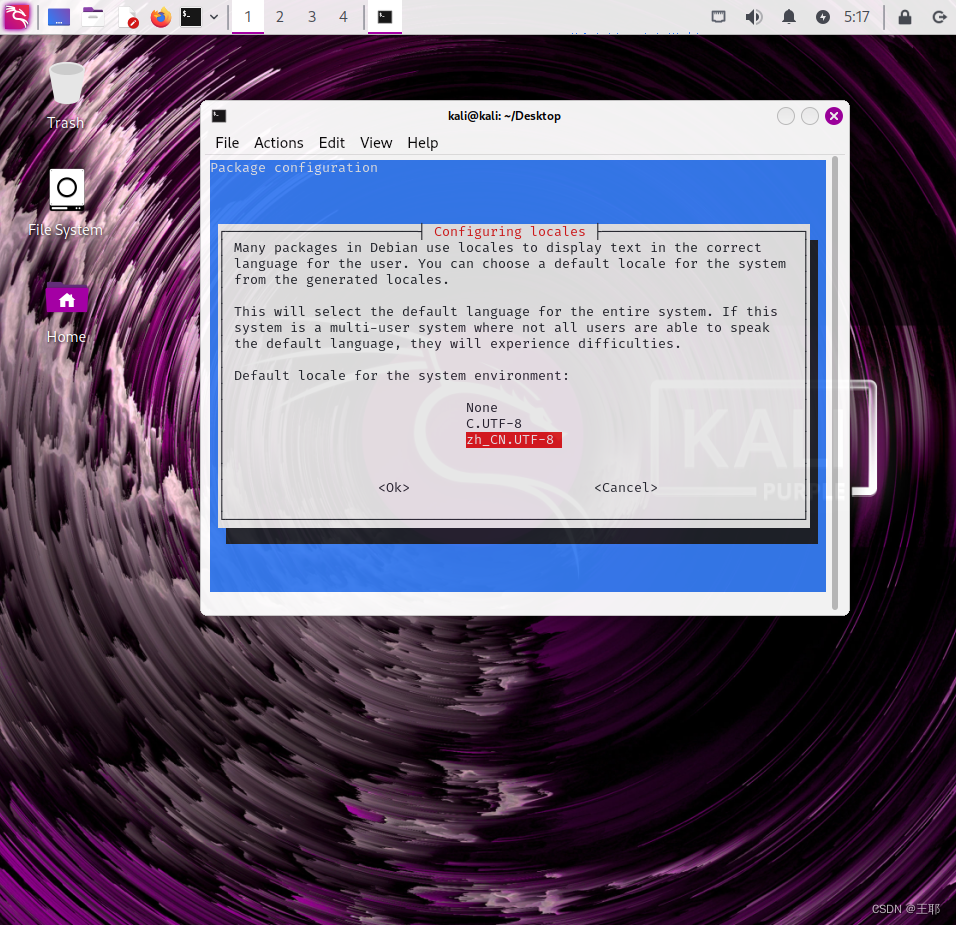 1 2 3 4
5:17
Trash
File System
Home
kali@kali: ~/Desktop
File Actions Edit View Help
Package configuration
Configuring locales
Many packages in Debian use locales to display text in the correct
language for the user. You can choose a default locale for the system
from the generated locales.
This will select the default language for the entire system. If this
system is a multi-user system where not all users are able to speak
the default language, they will experience difficulties.
Default locale for the system environment:
None
C.UTF-8
zh_CN.UTF-8
<Ok> <Cancel>
KALI
PURPLE
CSDN @王耶